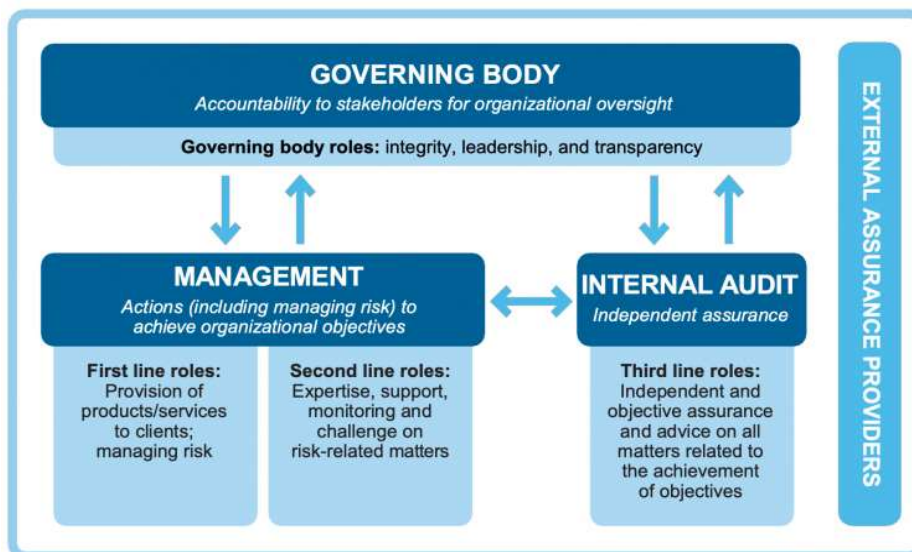 GOVERNING BODY
Accountability to stakeholders for organizational oversight
Governing body roles: integrity, leadership, and transparency
MANAGEMENT
Actions (including managing risk) to
achieve organizational objectives
First line roles:
Provision of
products/services
to clients;
managing risk
Second line roles:
Expertise, support,
monitoring and
challenge on
risk-related matters
INTERNAL AUDIT
Independent assurance
Third line roles:
Independent and
objective assurance
and advice on all
matters related to
the achievement
of objectives
EXTERNAL ASSURANCE PROVIDERS